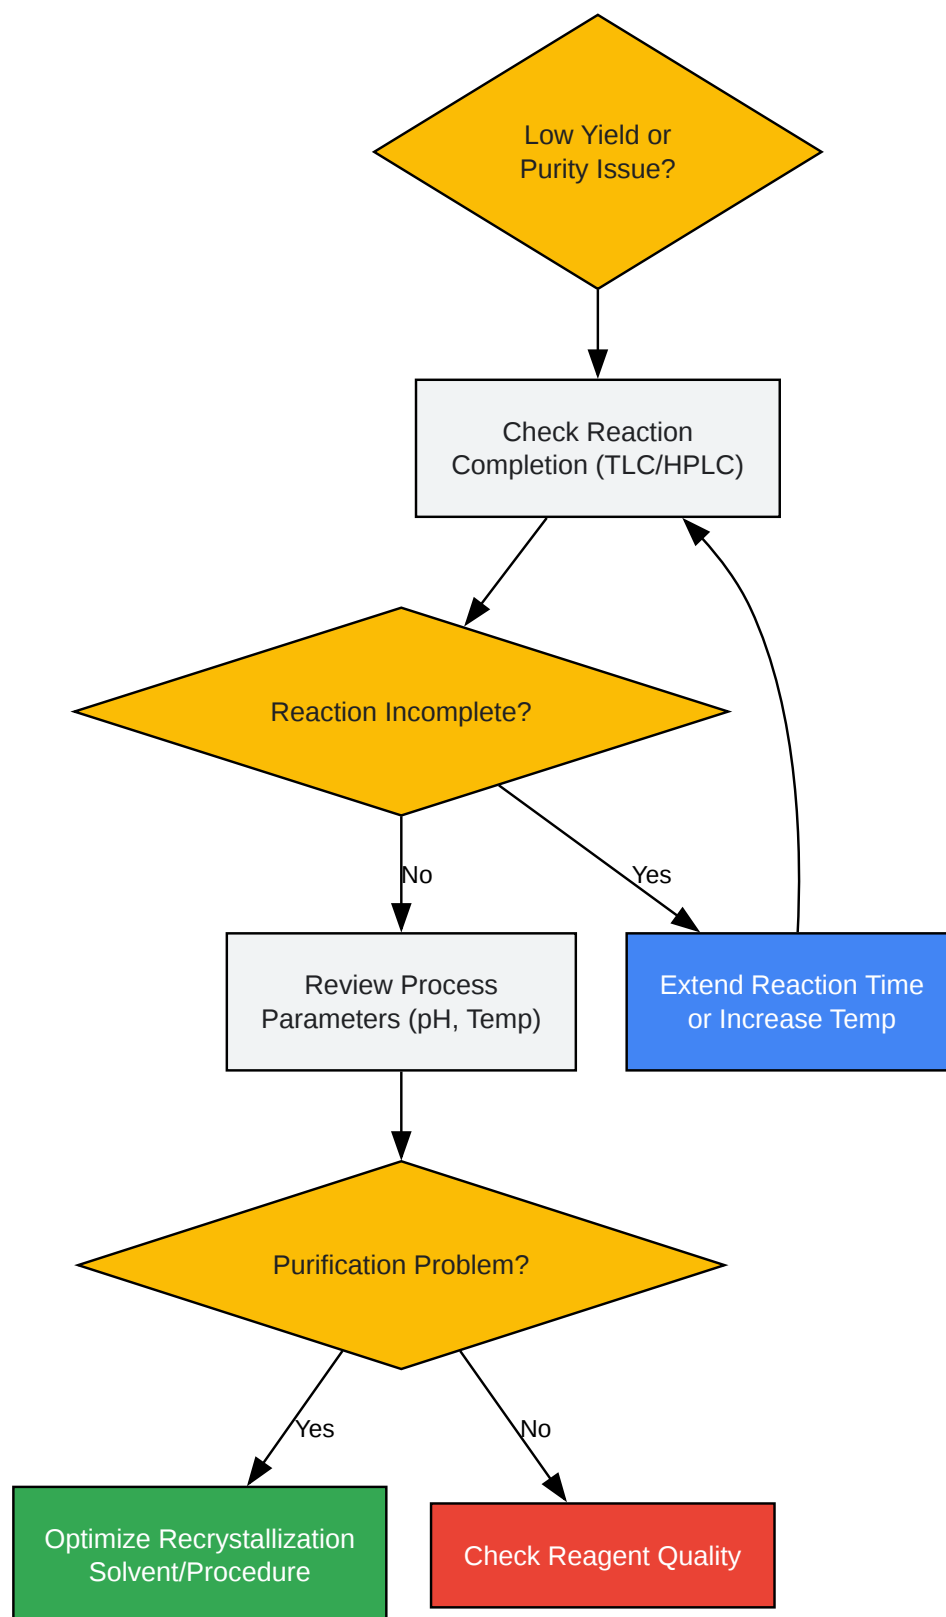 Low Yield or
Purity Issue?
Check Reaction
Completion (TLC/HPLC)
Reaction Incomplete?
No
Yes
Review Process
Parameters (pH, Temp)
Extend Reaction Time
or Increase Temp
Purification Problem?
Yes
No
Optimize Recrystallization
Solvent/Procedure
Check Reagent Quality